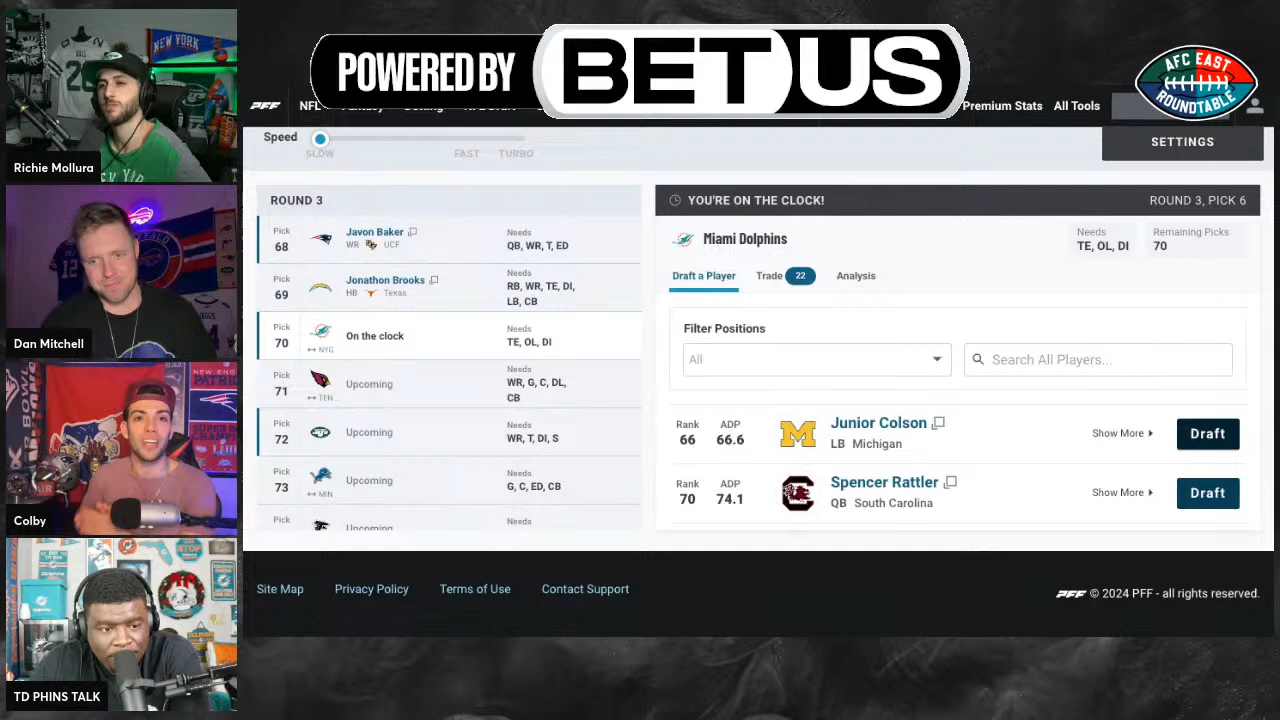 POWERED BY BETUS
AFC EAST ROUNDTABLE
PFF
NFL
Premium Stats
All Tools
Speed
SLOW
FAST
TURBO
SETTINGS
NEW YORK
Richie Mollura
BUFFALO
Dan Mitchell
Colby
TD PHINS TALK
ROUND 3
Pick
68
Javon Baker
WR UCF
Needs
QB, WR, T, ED
Pick
69
Jonathon Brooks
HB Texas
Needs
RB, WR, TE, DI,
LB, CB
Pick
70
↔ NYG
On the clock
Needs
TE, OL, DI
Pick
71
↔ TEN
Upcoming
Needs
WR, G, C, DL,
CB
Pick
72
Upcoming
Needs
WR, T, DI, S
Pick
73
↔ MIN
Upcoming
Needs
G, C, ED, CB
Pick
Upcoming
Needs
YOU'RE ON THE CLOCK!
ROUND 3, PICK 6
Miami Dolphins
Needs
TE, OL, DI
Remaining Picks
70
Draft a Player
Trade 22
Analysis
Filter Positions
All
Search All Players...
Rank
66
ADP
66.6
Junior Colson
LB Michigan
Show More
Draft
Rank
70
ADP
74.1
Spencer Rattler
QB South Carolina
Show More
Draft
Site Map
Privacy Policy
Terms of Use
Contact Support
PFF © 2024 PFF - all rights reserved.